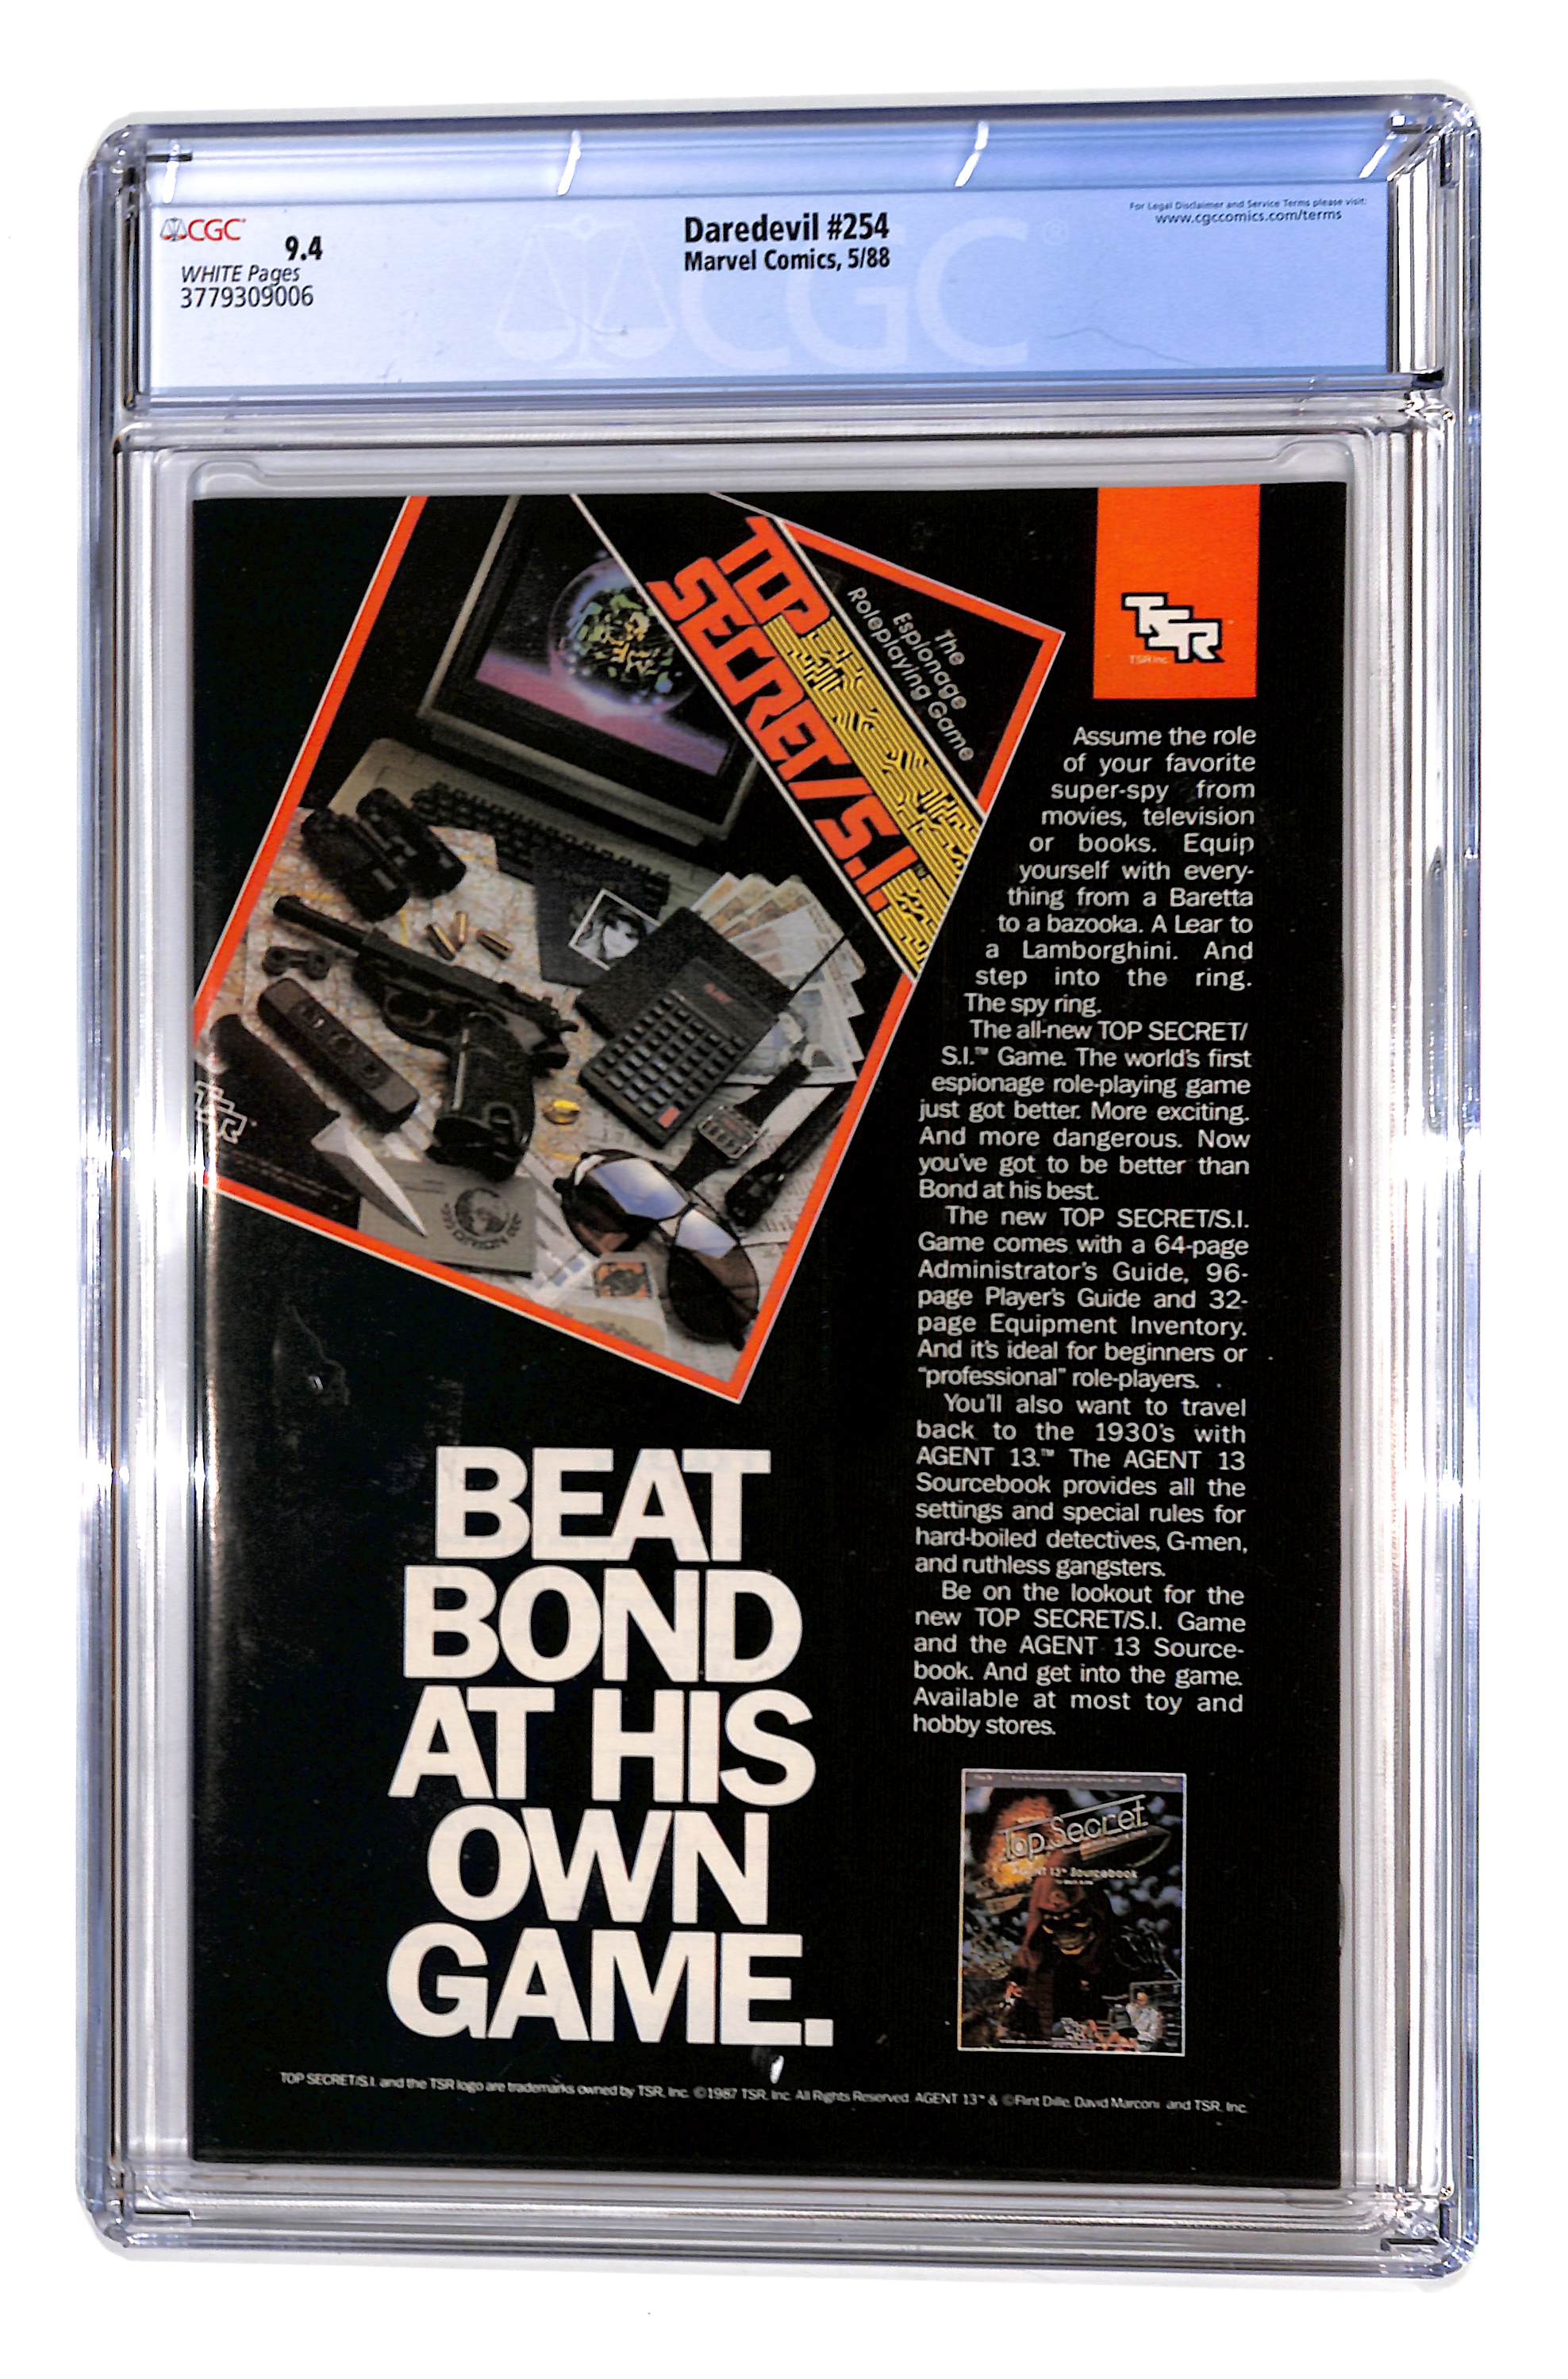 CGC
9.4
WHITE Pages
3779309006
Daredevil #254
Marvel Comics, 5/88
For Legal Disclaimer and Service Terms please visit:
www.cgccomics.com/terms
CGC®
TOP
SECRET/S.I.™
The
Espionage
Roleplaying Game
TSR™
TSR™
TSR Inc.
Assume the role
of your favorite
super-spy from
movies, television
or books. Equip
yourself with every-
thing from a Baretta
to a bazooka. A Lear to
a Lamborghini. And
step into the ring.
The spy ring.
The all-new TOP SECRET/
S.I.™ Game. The world's first
espionage role-playing game
just got better. More exciting.
And more dangerous. Now
you've got to be better than
Bond at his best.
The new TOP SECRET/S.I.
Game comes with a 64-page
Administrator's Guide, 96-
page Player's Guide and 32-
page Equipment Inventory.
And it's ideal for beginners or
"professional" role-players.
You'll also want to travel
back to the 1930's with
AGENT 13.™ The AGENT 13
Sourcebook provides all the
settings and special rules for
hard-boiled detectives, G-men,
and ruthless gangsters.
Be on the lookout for the
new TOP SECRET/S.I. Game
and the AGENT 13 Source-
book. And get into the game.
Available at most toy and
hobby stores.
BEAT
BOND
AT HIS
OWN
GAME.
Top Secret
AGENT 13™ Sourcebook
TOP SECRET/S.I. and the TSR logo are trademarks owned by TSR, Inc. ©1987 TSR, Inc. All Rights Reserved. AGENT 13™ & ©Flint Dille, David Marconi and TSR, Inc.